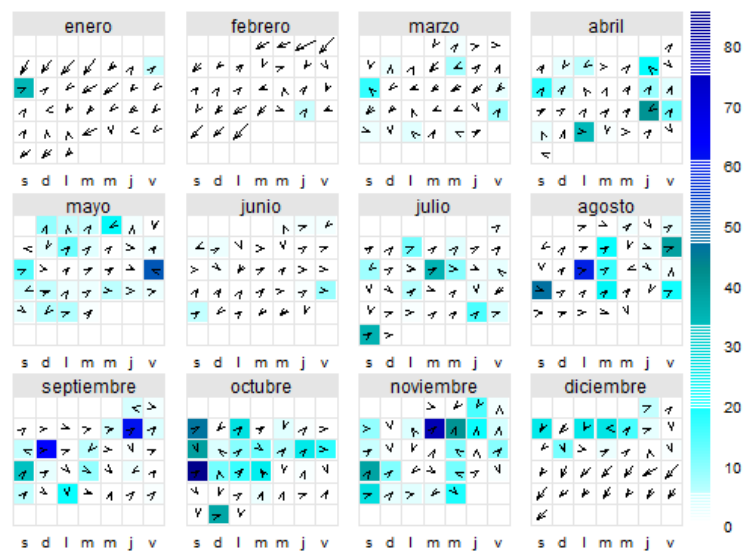 enero febrero marzo abril
80
70
s d l m m j v s d l m m j v s d l m m j v s d l m m j v
60
mayo junio julio agosto
50
40
30
s d l m m j v s d l m m j v s d l m m j v s d l m m j v
septiembre octubre noviembre diciembre
20
10
0
s d l m m j v s d l m m j v s d l m m j v s d l m m j v